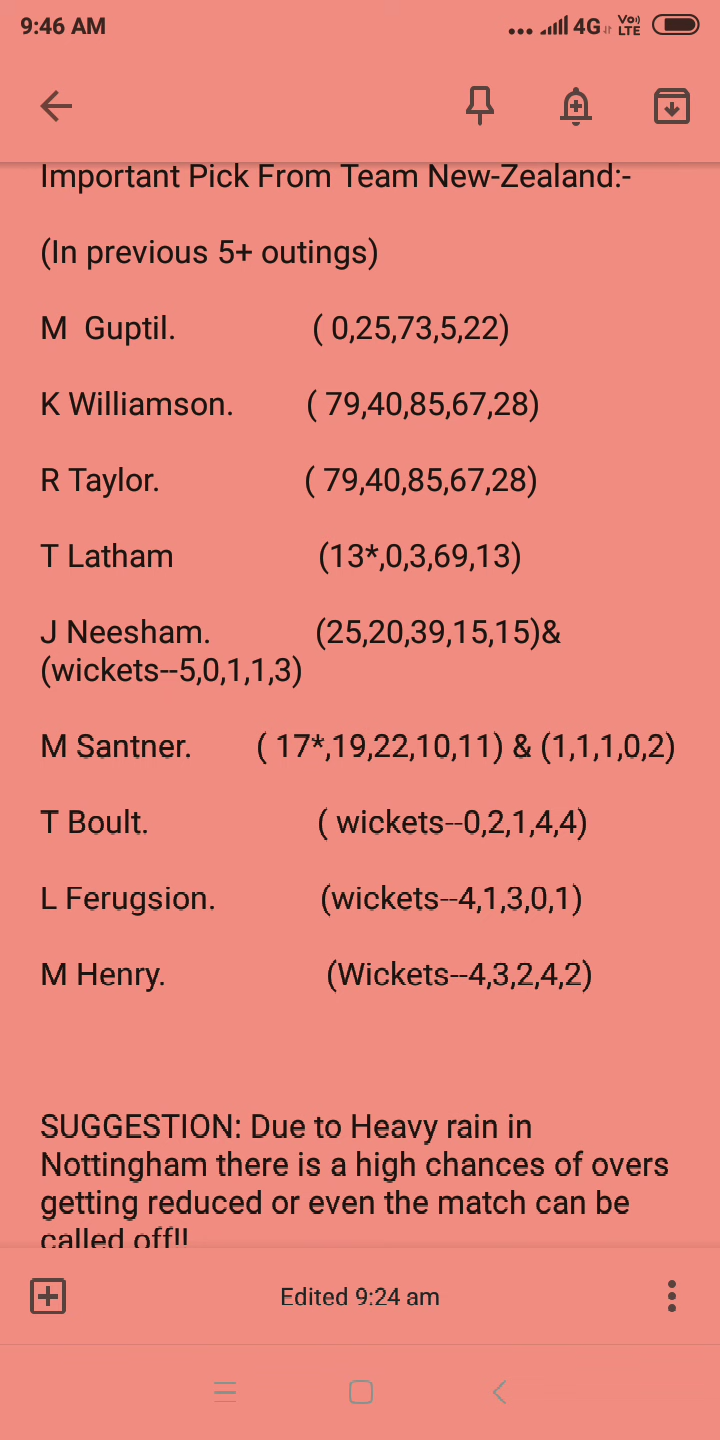 9:46 AM
4G
Vo))
LTE
Important Pick From Team New-Zealand:-
(In previous 5+ outings)
M  Guptil. ( 0,25,73,5,22)
K Williamson. ( 79,40,85,67,28)
R Taylor. ( 79,40,85,67,28)
T Latham (13*,0,3,69,13)
J Neesham. (25,20,39,15,15)&
(wickets--5,0,1,1,3)
M Santner. ( 17*,19,22,10,11) & (1,1,1,0,2)
T Boult. ( wickets--0,2,1,4,4)
L Ferugsion. (wickets--4,1,3,0,1)
M Henry. (Wickets--4,3,2,4,2)
SUGGESTION: Due to Heavy rain in
Nottingham there is a high chances of overs
getting reduced or even the match can be
called off!!
Edited 9:24 am